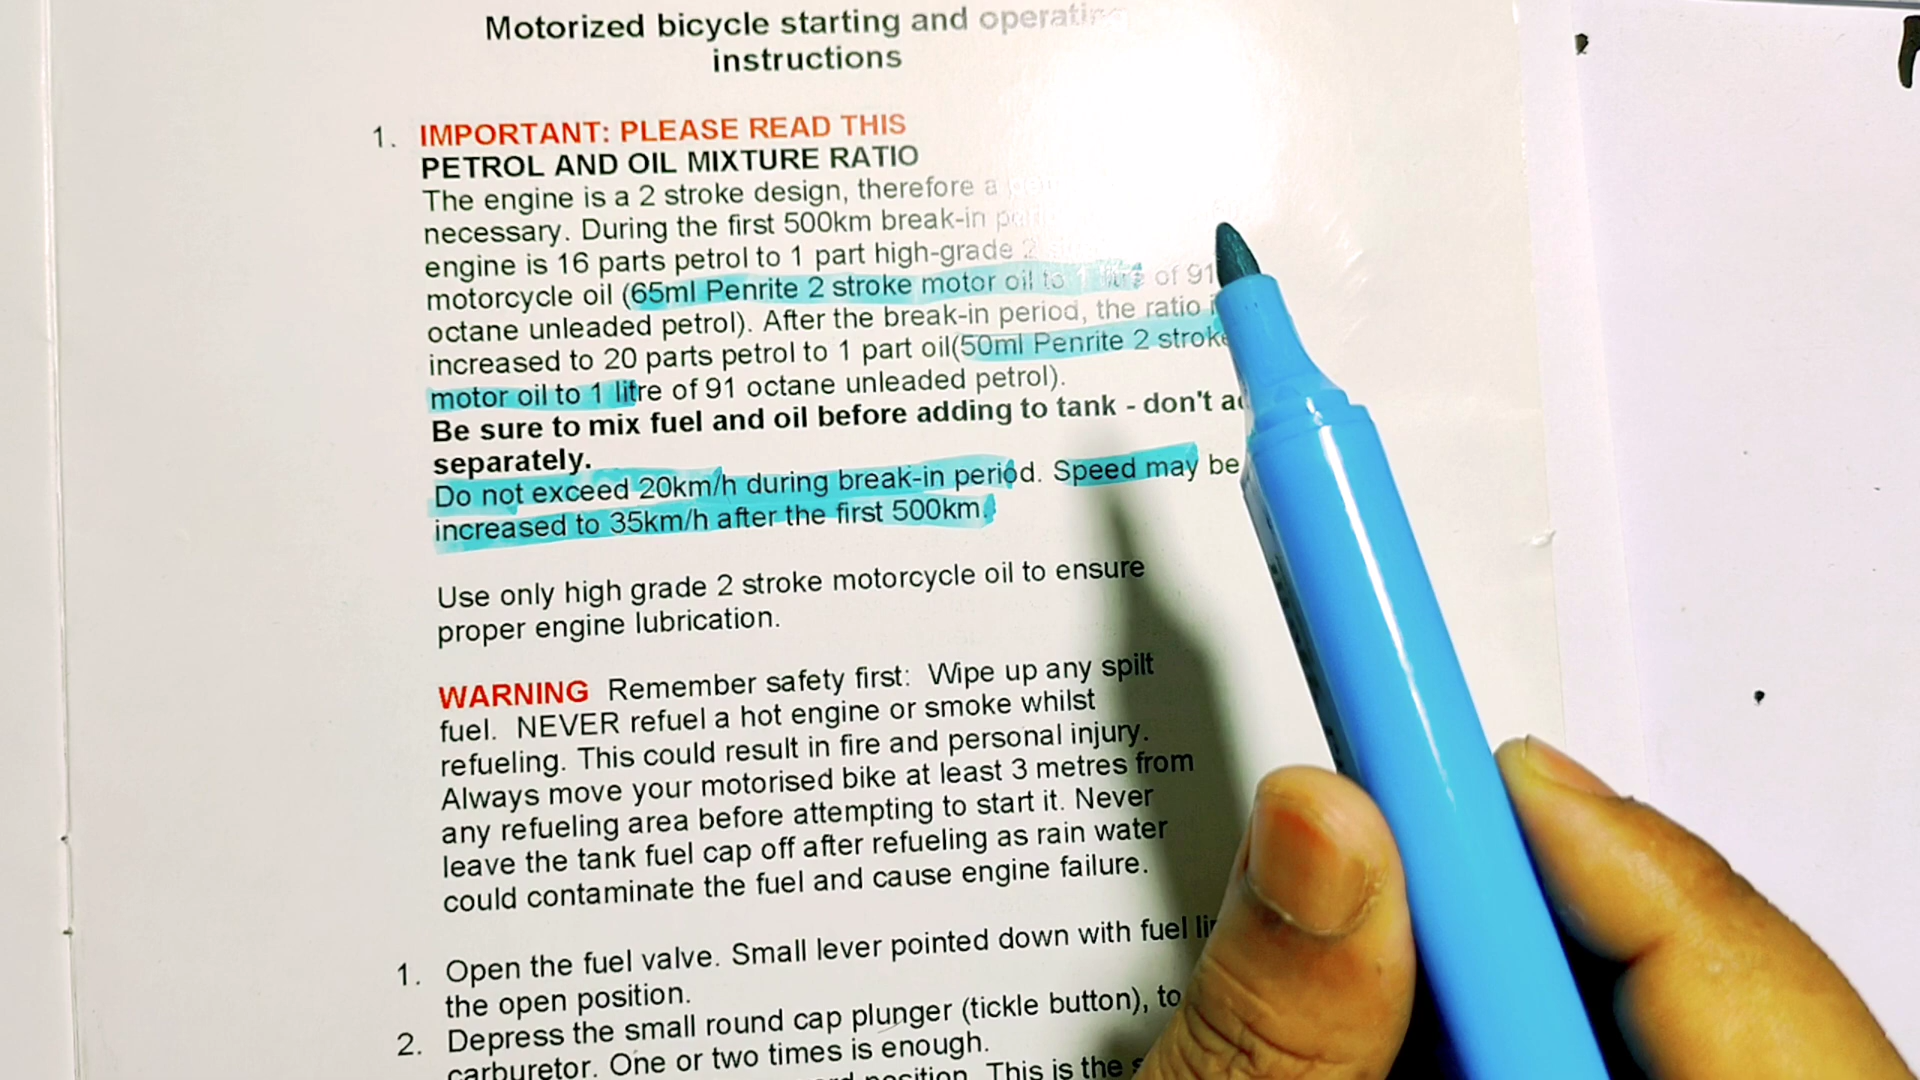 Motorized bicycle starting and operating
instructions
1. IMPORTANT: PLEASE READ THIS
PETROL AND OIL MIXTURE RATIO
The engine is a 2 stroke design, therefore a
necessary. During the first 500km break-in
engine is 16 parts petrol to 1 part high-grade 2
motorcycle oil (65ml Penrite 2 stroke motor oil to 1 litre of 91
octane unleaded petrol). After the break-in period, the ratio
increased to 20 parts petrol to 1 part oil(50ml Penrite 2 stroke
motor oil to 1 litre of 91 octane unleaded petrol).
Be sure to mix fuel and oil before adding to tank - don't
separately.
Do not exceed 20km/h during break-in period. Speed may be
increased to 35km/h after the first 500km.
Use only high grade 2 stroke motorcycle oil to ensure
proper engine lubrication.
WARNING Remember safety first: Wipe up any spilt
fuel. NEVER refuel a hot engine or smoke whilst
refueling. This could result in fire and personal injury.
Always move your motorised bike at least 3 metres from
any refueling area before attempting to start it. Never
leave the tank fuel cap off after refueling as rain water
could contaminate the fuel and cause engine failure.
1. Open the fuel valve. Small lever pointed down with fuel
the open position.
2. Depress the small round cap plunger (tickle button), to
carburetor. One or two times is enough.
position. This is the